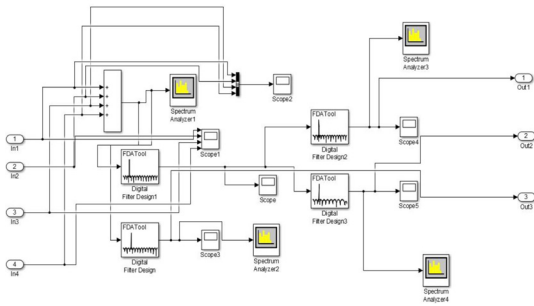 Spectrum
Analyzer3
1
Out1
Scope2
Spectrum
Analyzer1
FDATool
Digital
Filter Design2
Scope4
1
In1
Scope1
2
Out2
2
In2
FDATool
Digital
Filter Design1
Scope
FDATool
Digital
Filter Design3
Scope5
3
Out3
3
In3
FDATool
Digital
Filter Design
Scope3
Spectrum
Analyzer2
4
In4
Spectrum
Analyzer4